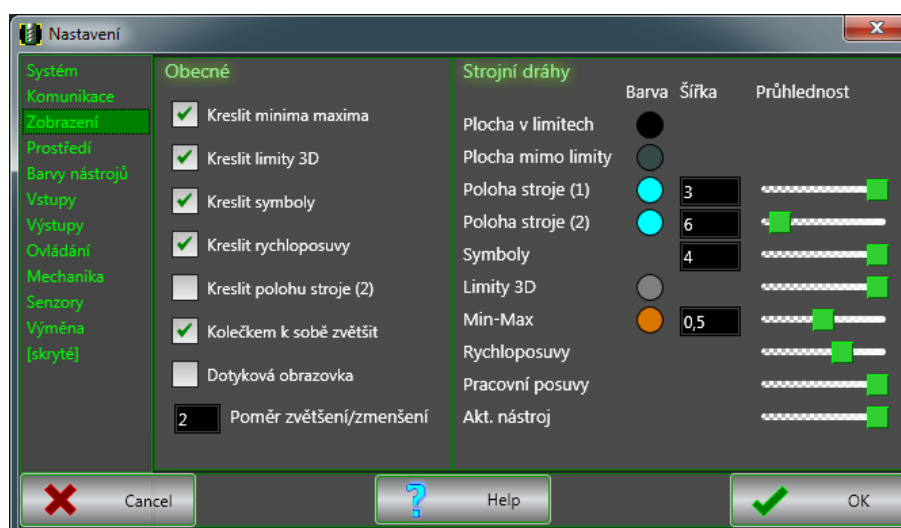 Nastavení
x
Systém
Komunikace
Zobrazení
Prostředí
Barvy nástrojů
Vstupy
Výstupy
Ovládání
Mechanika
Senzory
Výměna
[skryté]
Obecné
Kreslit minima maxima
Kreslit limity 3D
Kreslit symboly
Kreslit rychloposuvy
Kreslit polohu stroje (2)
Kolečkem k sobě zvětšit
Dotyková obrazovka
2 Poměr zvětšení/zmenšení
Strojní dráhy
Barva Šířka Průhlednost
Plocha v limitech
Plocha mimo limity
Poloha stroje (1) 3
Poloha stroje (2) 6
Symboly 4
Limity 3D
Min-Max 0,5
Rychloposuvy
Pracovní posuvy
Akt. nástroj
Cancel
? Help
OK